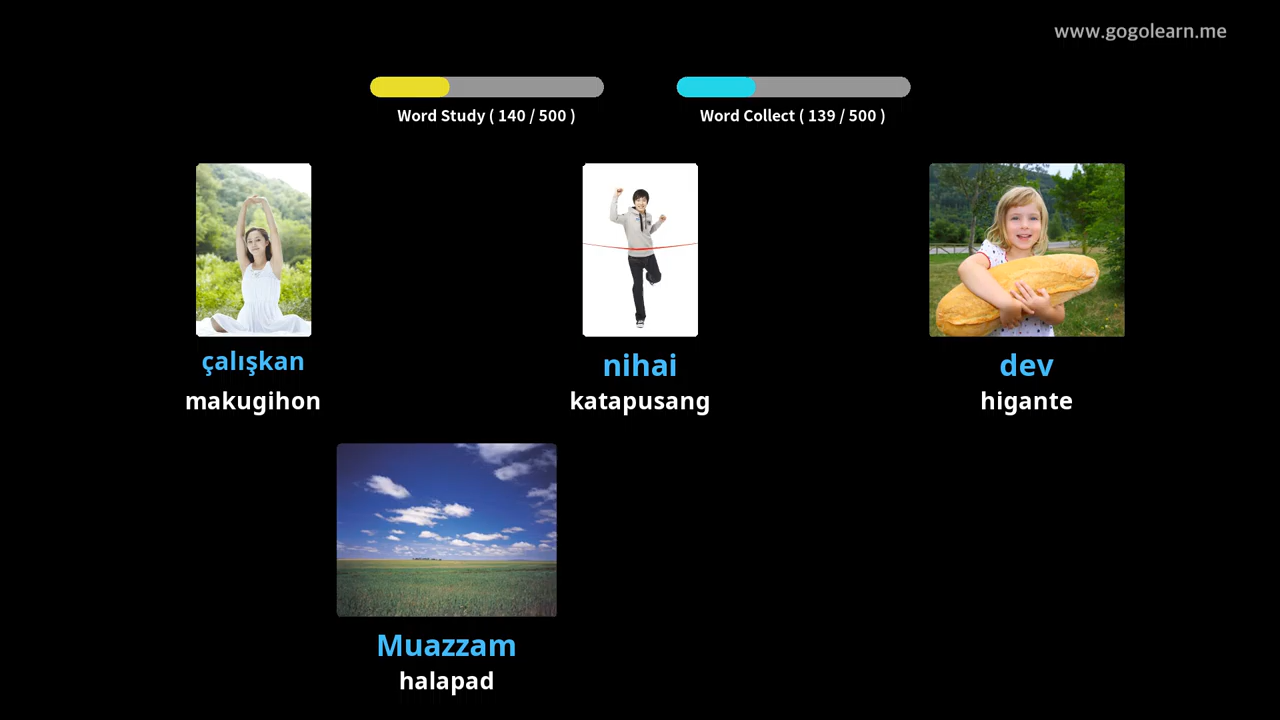 www.gogolearn.me
Word Study ( 140 / 500 )
Word Collect ( 139 / 500 )
çalışkan
makugihon
nihai
katapusang
dev
higante
Muazzam
halapad